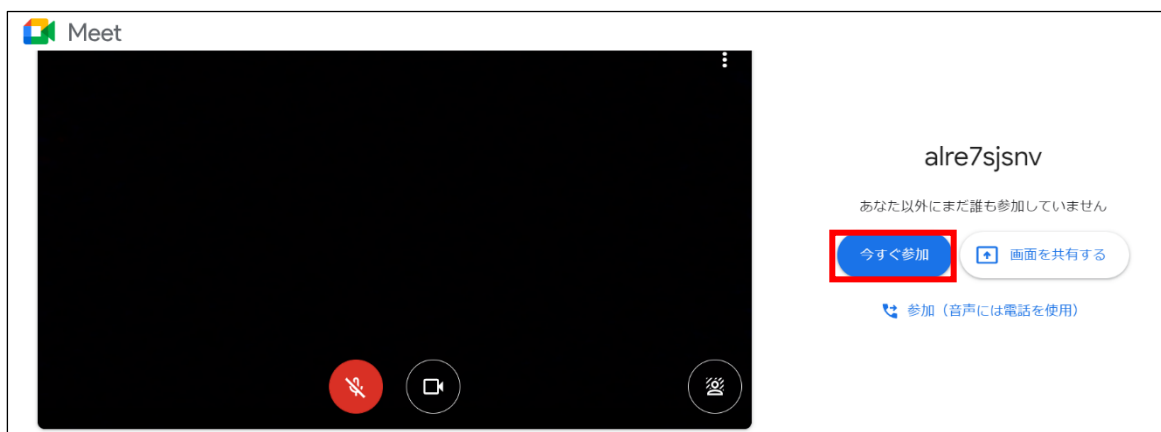 Meet
alre7sjsnv
あなた以外にまだ誰も参加していません
今すぐ参加
画面を共有する
参加（音声には電話を使用）